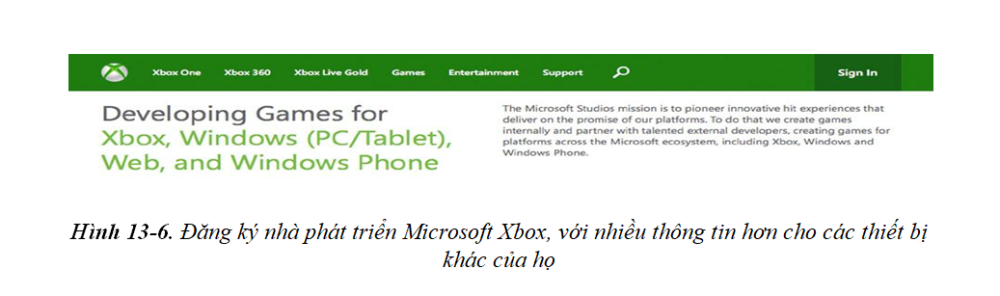 Xbox One Xbox 360 Xbox Live Gold Games Entertainment Support Sign In
Developing Games for
Xbox, Windows (PC/Tablet),
Web, and Windows Phone
The Microsoft Studios mission is to pioneer innovative hit experiences that
deliver on the promise of our platforms. To do that we create games
internally and partner with talented external developers, creating games for
platforms across the Microsoft ecosystem, including Xbox, Windows and
Windows Phone.
Hình 13-6. Đăng ký nhà phát triển Microsoft Xbox, với nhiều thông tin hơn cho các thiết bị
khác của họ